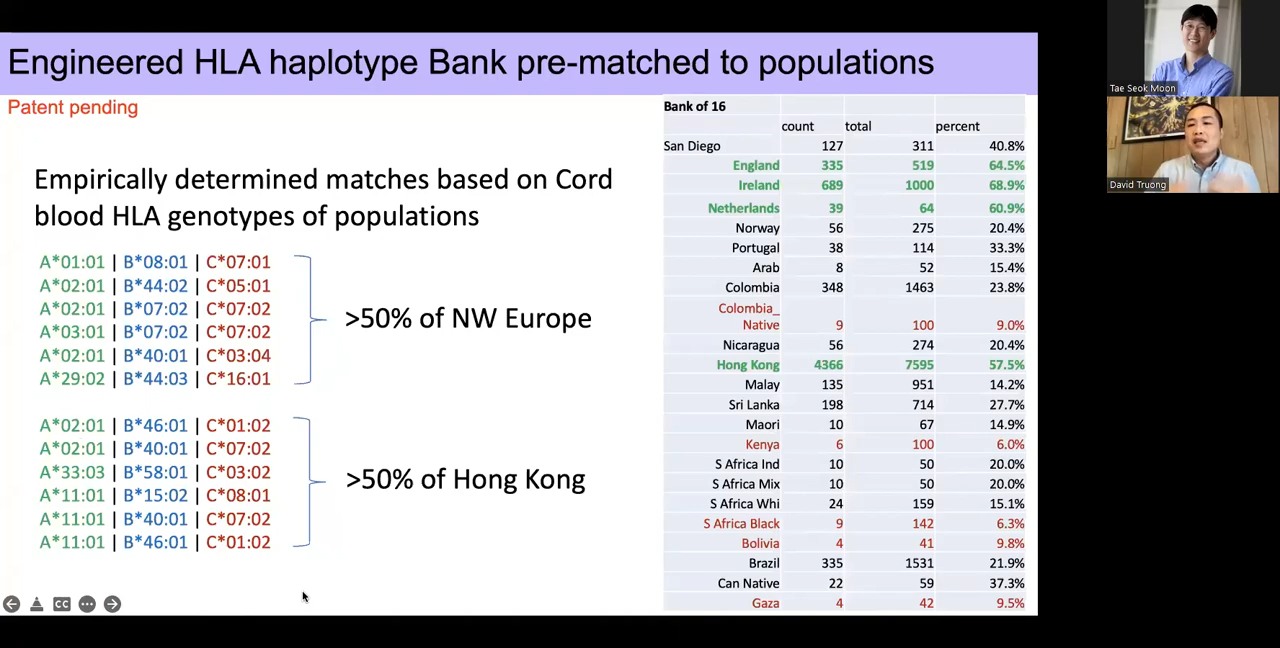 Engineered HLA haplotype Bank pre-matched to populations
Patent pending
Empirically determined matches based on Cord
blood HLA genotypes of populations
A*01:01 | B*08:01 | C*07:01
A*02:01 | B*44:02 | C*05:01
A*02:01 | B*07:02 | C*07:02
A*03:01 | B*07:02 | C*07:02
A*02:01 | B*40:01 | C*03:04
A*29:02 | B*44:03 | C*16:01
>50% of NW Europe
A*02:01 | B*46:01 | C*01:02
A*02:01 | B*40:01 | C*07:02
A*33:03 | B*58:01 | C*03:02
A*11:01 | B*15:02 | C*08:01
A*11:01 | B*40:01 | C*07:02
A*11:01 | B*46:01 | C*01:02
>50% of Hong Kong
Bank of 16
count total percent
San Diego 127 311 40.8%
England 335 519 64.5%
Ireland 689 1000 68.9%
Netherlands 39 64 60.9%
Norway 56 275 20.4%
Portugal 38 114 33.3%
Arab 8 52 15.4%
Colombia 348 1463 23.8%
Colombia_
Native 9 100 9.0%
Nicaragua 56 274 20.4%
Hong Kong 4366 7595 57.5%
Malay 135 951 14.2%
Sri Lanka 198 714 27.7%
Maori 10 67 14.9%
Kenya 6 100 6.0%
S Africa Ind 10 50 20.0%
S Africa Mix 10 50 20.0%
S Africa Whi 24 159 15.1%
S Africa Black 9 142 6.3%
Bolivia 4 41 9.8%
Brazil 335 1531 21.9%
Can Native 22 59 37.3%
Gaza 4 42 9.5%
CC
Tae Seok Moon
David Truong